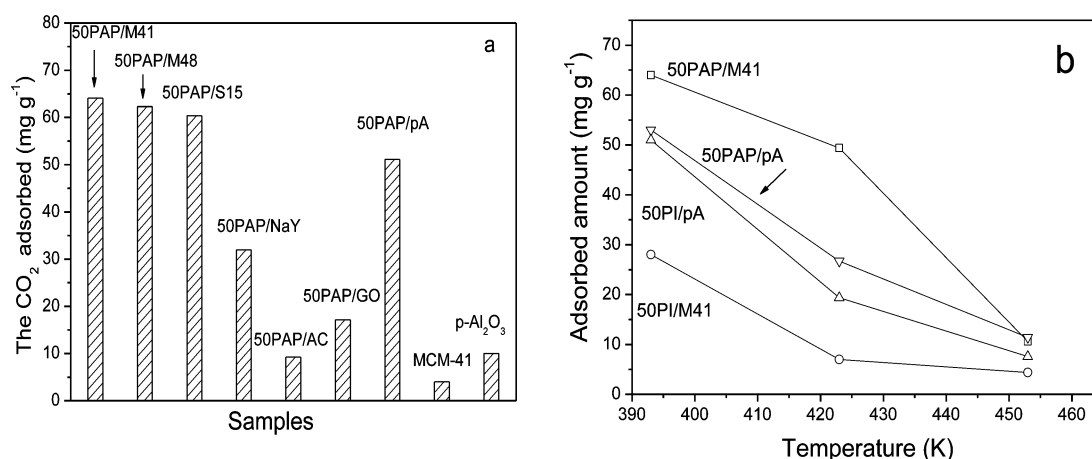 a
The CO₂ adsorbed (mg g⁻¹)
80
70
60
50
40
30
20
10
0
50PAP/M41
50PAP/M48
50PAP/S15
50PAP/NaY
50PAP/AC
50PAP/GO
50PAP/pA
MCM-41
p-Al₂O₃
Samples
b
Adsorbed amount (mg g⁻¹)
70
60
50
40
30
20
10
0
50PAP/M41
50PAP/pA
50PI/pA
50PI/M41
390 400 410 420 430 440 450 460
Temperature (K)